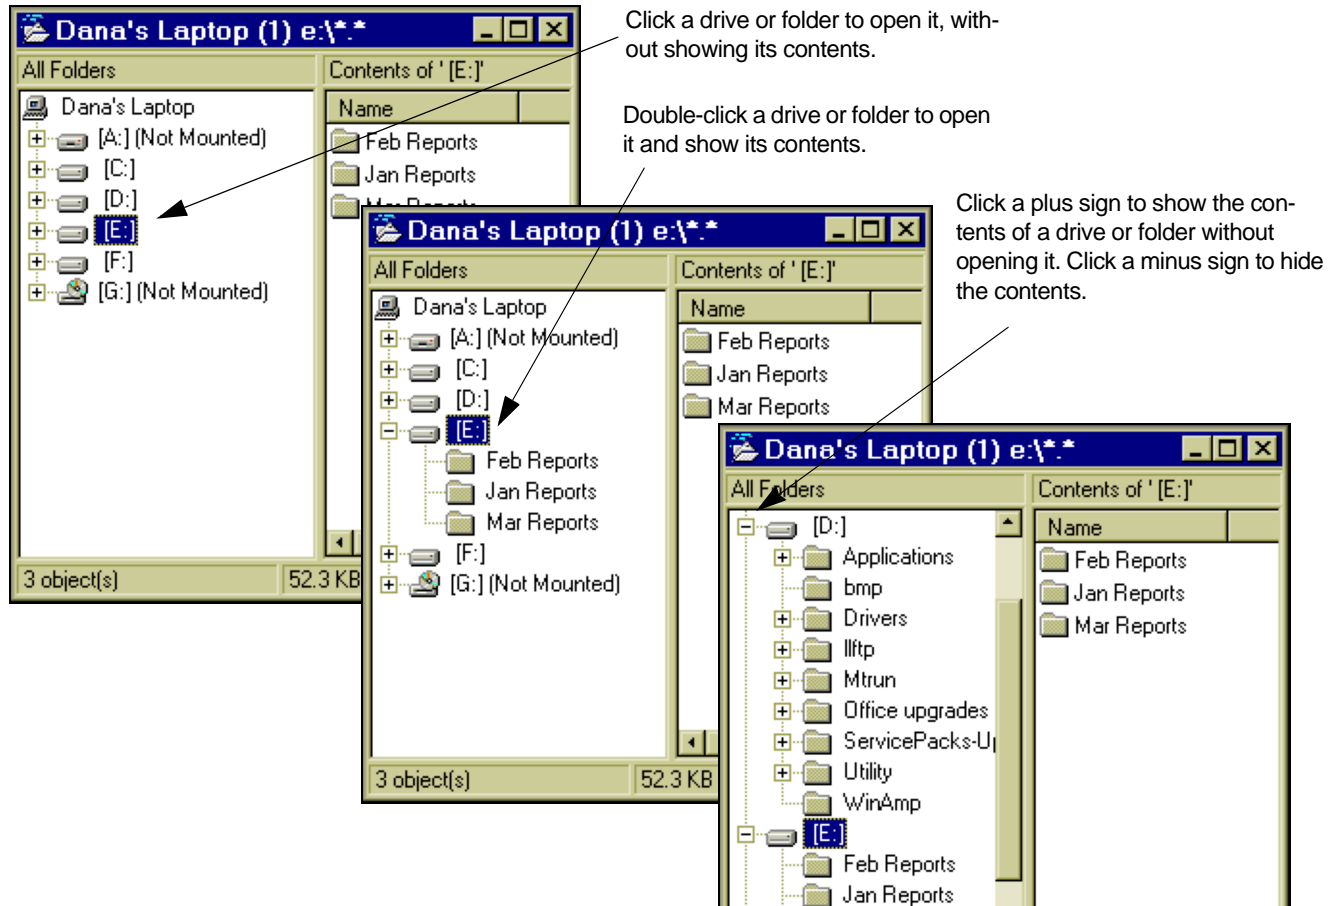 Dana's Laptop (1) e:\*.*
All Folders
Contents of ' [E:]'
Dana's Laptop
[A:] (Not Mounted)
[C:]
[D:]
[E:]
[F:]
[G:] (Not Mounted)
Name
Feb Reports
Jan Reports
Mar Reports
3 object(s)
52.3 KB
Click a drive or folder to open it, with-
out showing its contents.
Double-click a drive or folder to open
it and show its contents.
Dana's Laptop (1) e:\*.*
All Folders
Contents of ' [E:]'
Dana's Laptop
[A:] (Not Mounted)
[C:]
[D:]
[E:]
Feb Reports
Jan Reports
Mar Reports
[F:]
[G:] (Not Mounted)
Name
Feb Reports
Jan Reports
Mar Reports
3 object(s)
52.3 KB
Click a plus sign to show the con-
tents of a drive or folder without
opening it. Click a minus sign to hide
the contents.
Dana's Laptop (1) e:\*.*
All Folders
Contents of ' [E:]'
[D:]
Applications
bmp
Drivers
llftp
Mtrun
Office upgrades
ServicePacks-Up
Utility
WinAmp
[E:]
Feb Reports
Jan Reports
Name
Feb Reports
Jan Reports
Mar Reports